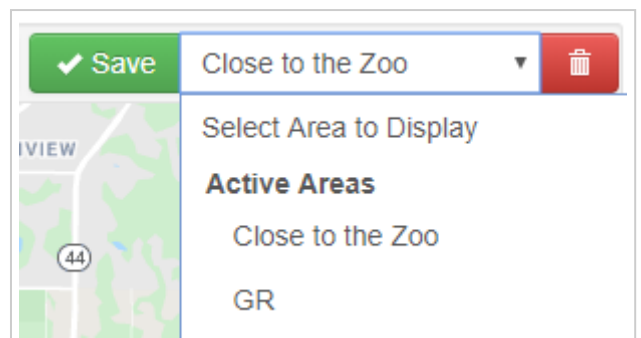 Save
Close to the Zoo
Select Area to Display
IVIEW
Active Areas
Close to the Zoo
44
GR